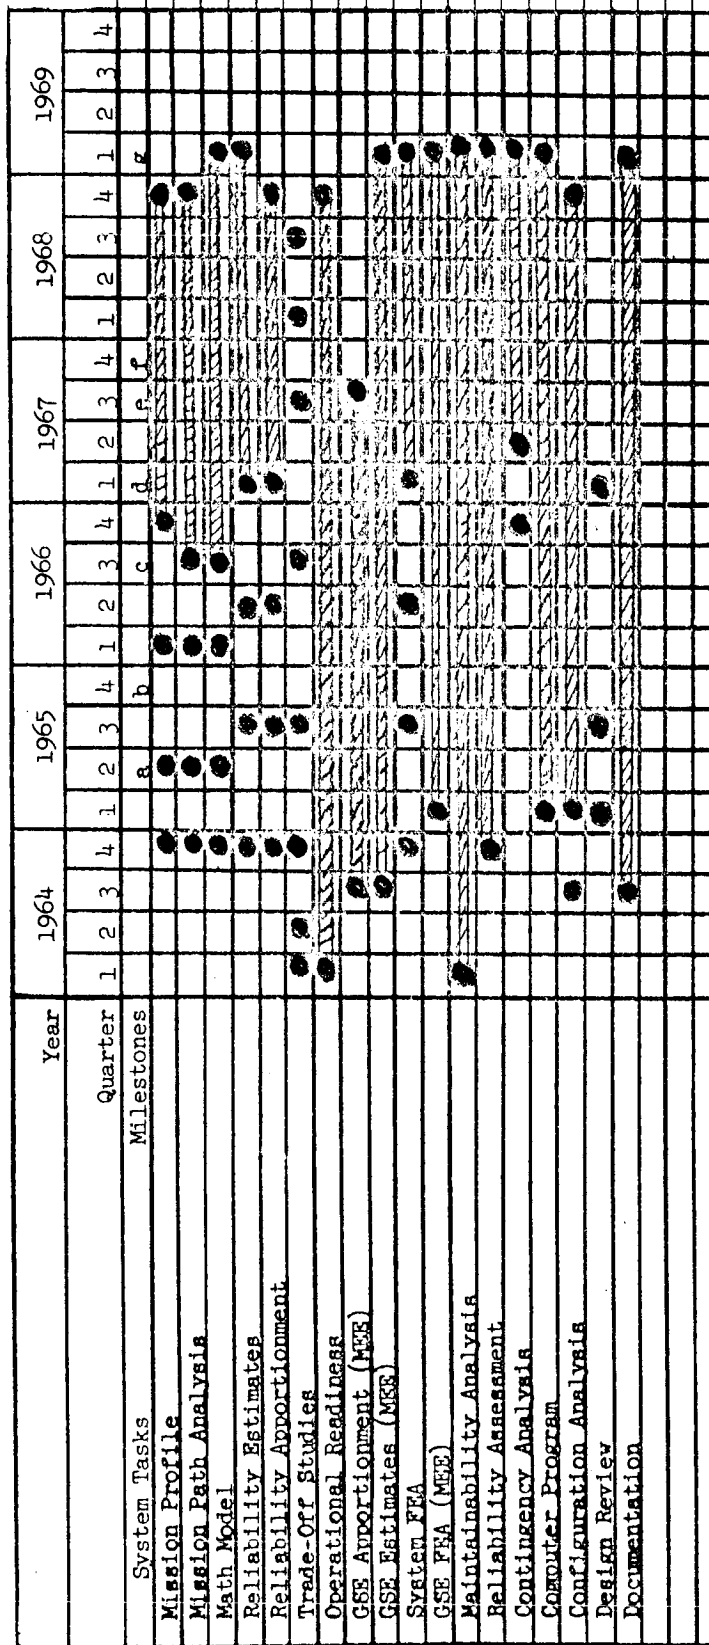 Year 1964 1965 1966 1967 1968 1969
Quarter 1 2 3 4 1 2 3 4 1 2 3 4 1 2 3 4 1 2 3 4 1 2 3 4
System Tasks Milestones a b c d e f g
Mission Profile
Mission Path Analysis
Math Model
Reliability Estimates
Reliability Apportionment
Trade-Off Studies
Operational Readiness
GSE Apportionment (MEE)
GSE Estimates (MEE)
System FEA
GSE FEA (MEE)
Maintainability Analysis
Reliability Assessment
Contingency Analysis
Computer Program
Configuration Analysis
Design Review
Documentation